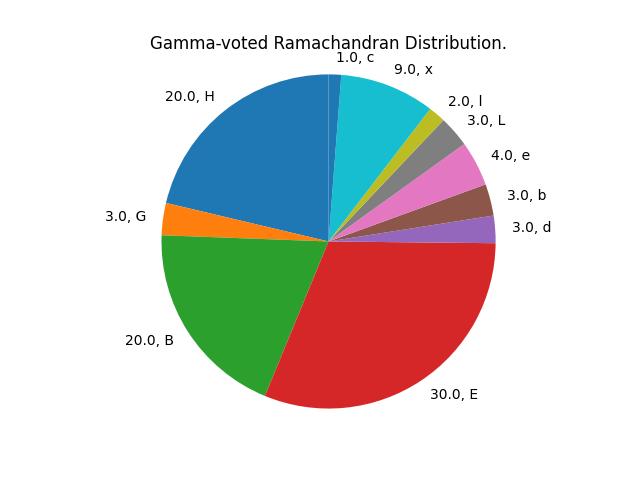 Gamma-voted Ramachandran Distribution.
1.0, c
9.0, x
20.0, H
2.0, l
3.0, L
4.0, e
3.0, b
3.0, G
3.0, d
20.0, B
30.0, E